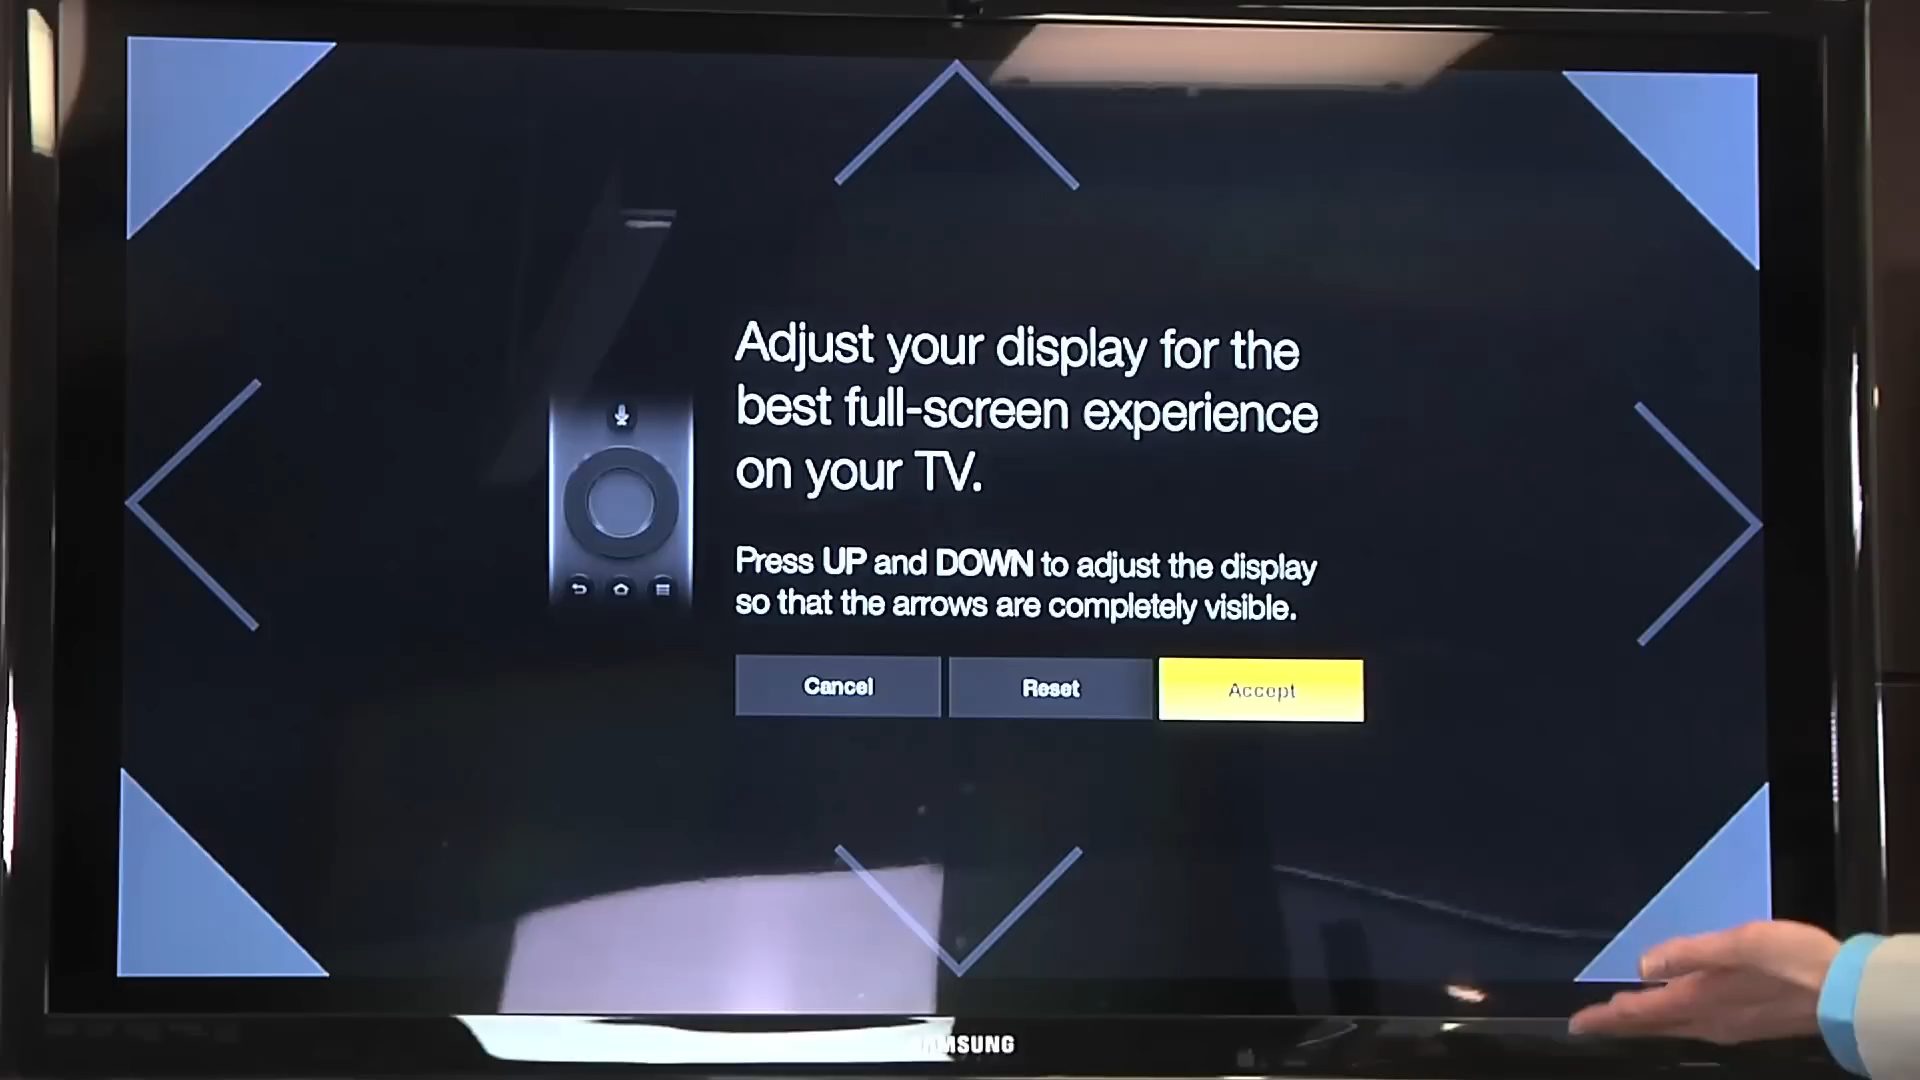 Adjust your display for the
best full-screen experience
on your TV.
Press UP and DOWN to adjust the display
so that the arrows are completely visible.
Cancel
Reset
Accept
SAMSUNG